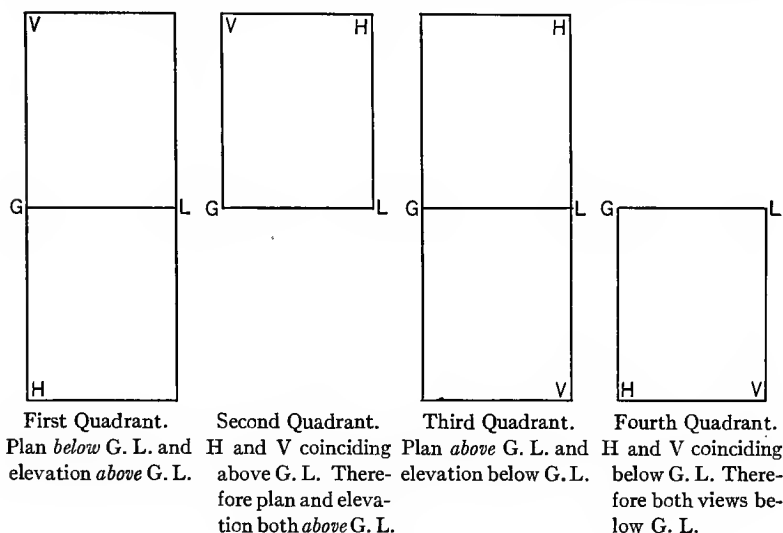 V
V H
H
G L
G L
G L
G L
H
V
H V
First Quadrant.
Plan below G. L. and
elevation above G. L.
Second Quadrant.
H and V coinciding
above G. L. There-
fore plan and eleva-
tion both above G. L.
Third Quadrant.
Plan above G. L. and
elevation below G. L.
Fourth Quadrant.
H and V coinciding
below G. L. There-
fore both views be-
low G. L.